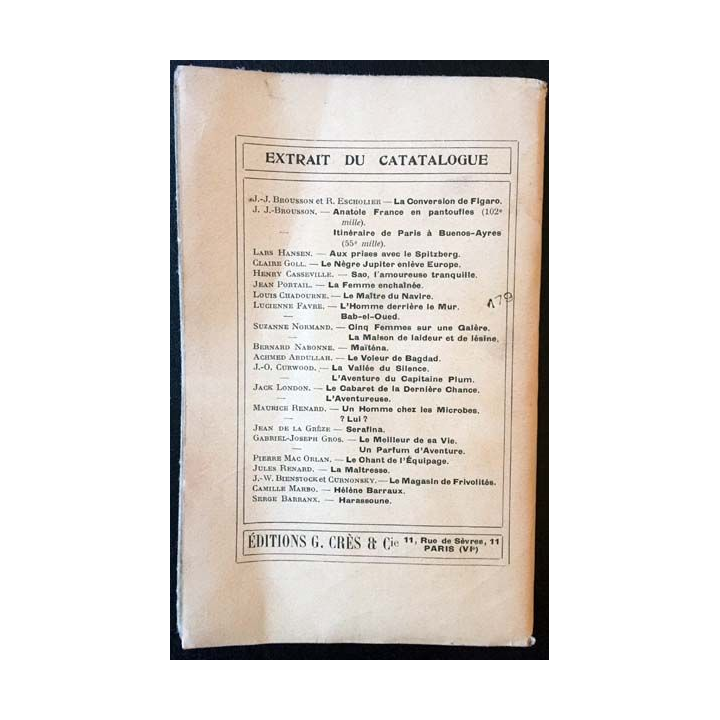 EXTRAIT DU CATATALOGUE
*J.-J. BROUSSON et R. ESCHOLIER — La Conversion de Figaro.
J. J.-BROUSSON. — Anatole France en pantoufles (102e
mille).
— Itinéraire de Paris à Buenos-Ayres
(55e mille).
LARS HANSEN. — Aux prises avec le Spitzberg.
CLAIRE GOLL. — Le Nègre Jupiter enlève Europe.
HENRY CASSEVILLE. — Sao, l'amoureuse tranquille.
JEAN PORTAIL. — La Femme enchaînée.
LOUIS CHADOURNE. — Le Maître du Navire.
LUCIENNE FAVRE. — L'Homme derrière le Mur.
— Bab-el-Oued.
SUZANNE NORMAND. — Cinq Femmes sur une Galère.
— La Maison de laideur et de lésine.
BERNARD NABONNE. — Maïténa.
ACHMED ABDULLAH. — Le Voleur de Bagdad.
J.-O. CURWOOD. — La Vallée du Silence.
— L'Aventure du Capitaine Plum.
JACK LONDON. — Le Cabaret de la Dernière Chance.
— L'Aventureuse.
MAURICE RENARD. — Un Homme chez les Microbes.
— ? Lui ?
JEAN DE LA GRÈZE — Serafina.
GABRIEL-JOSEPH GROS. — Le Meilleur de sa Vie.
— Un Parfum d'Aventure.
PIERRE MAC ORLAN. — Le Chant de l'Équipage.
JULES RENARD. — La Maîtresse.
J.-W. BIENSTOCK et CURNONSKY. — Le Magasin de Frivolités.
CAMILLE MARBO. — Hélène Barraux.
SERGE BARRANX. — Harassoune.
ÉDITIONS G. CRÈS & Cie 11, Rue de Sèvres, 11
PARIS (VIe)